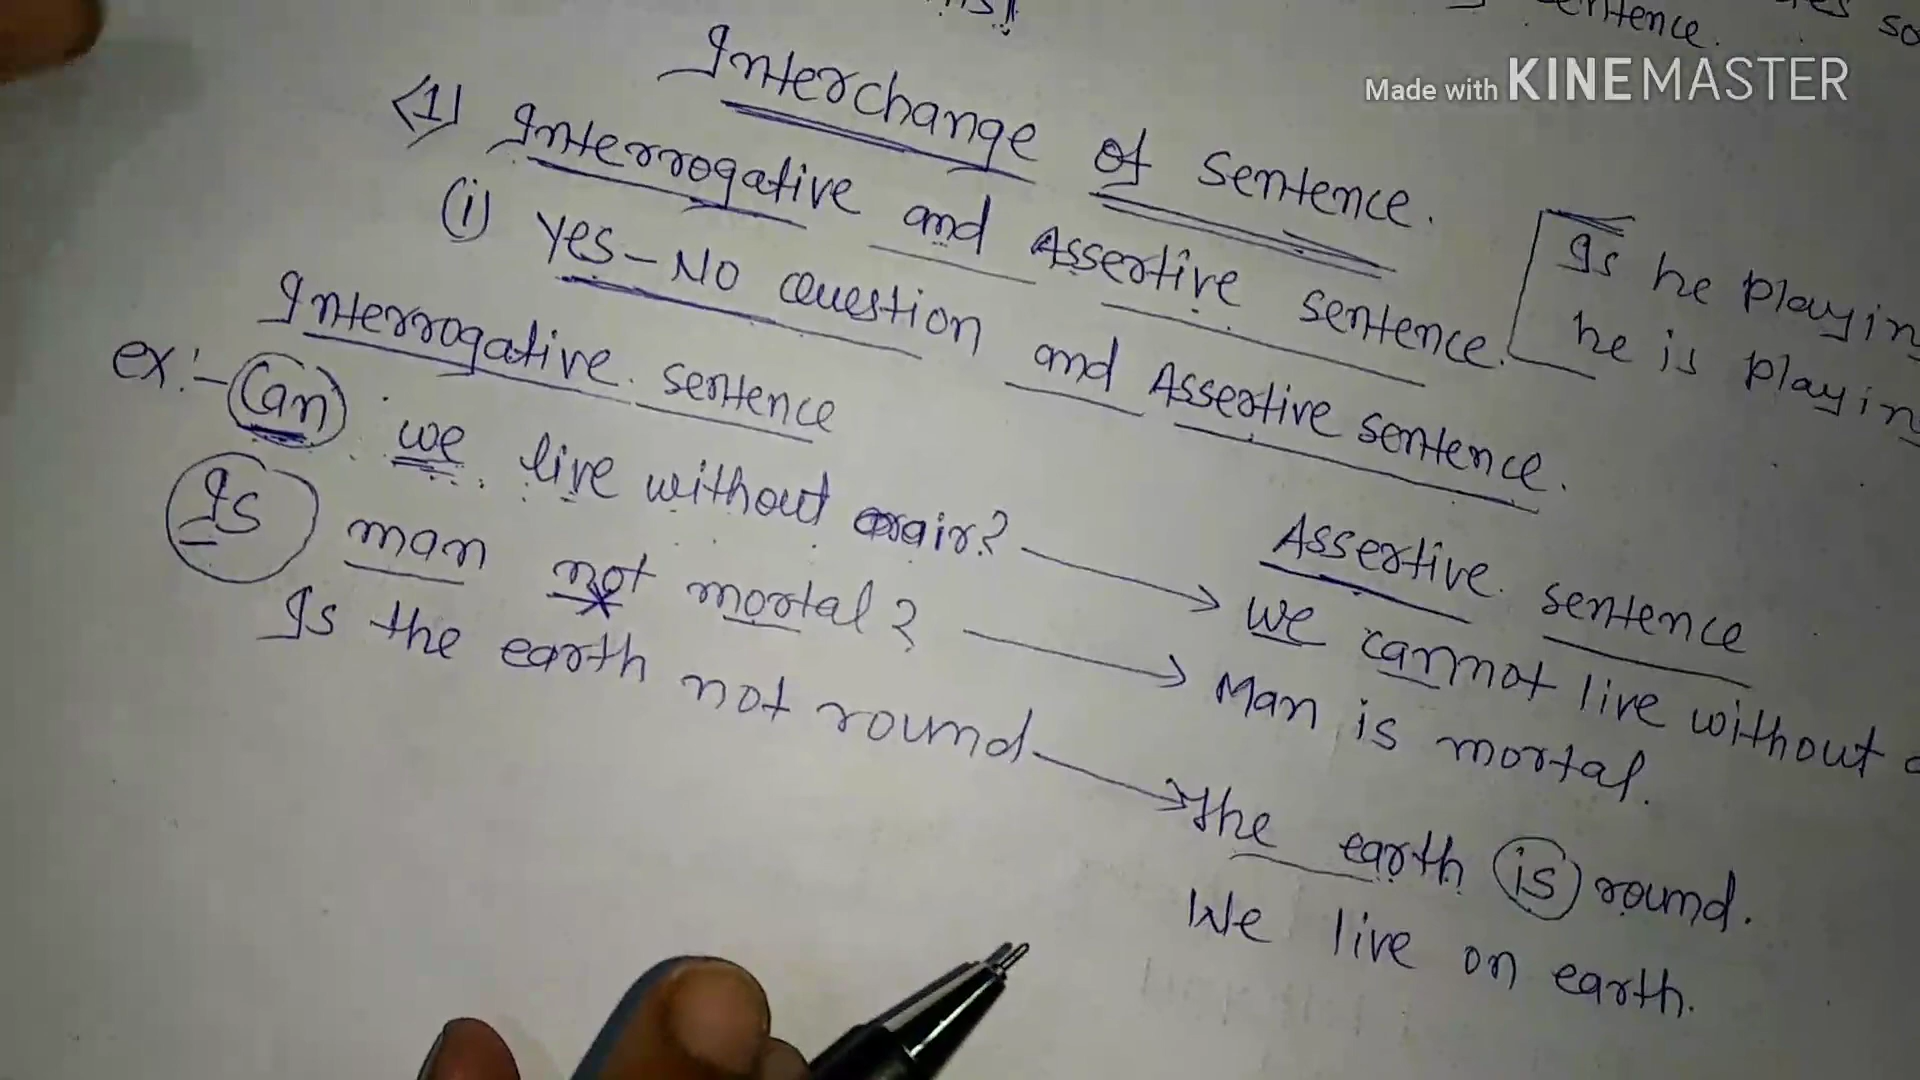 sentence.
so
Made with KINEMASTER
Interchange of sentence.
(1) Interrogative and Assertive sentence.
(i) Yes-No Question and Assertive sentence.
Is he playin
he is playin
Interrogative sentence
ex:- Can we live without air?
Is man not mortal?
Is the earth not round
Assertive sentence
we cannot live without
Man is mortal.
The earth is round.
We live on earth.